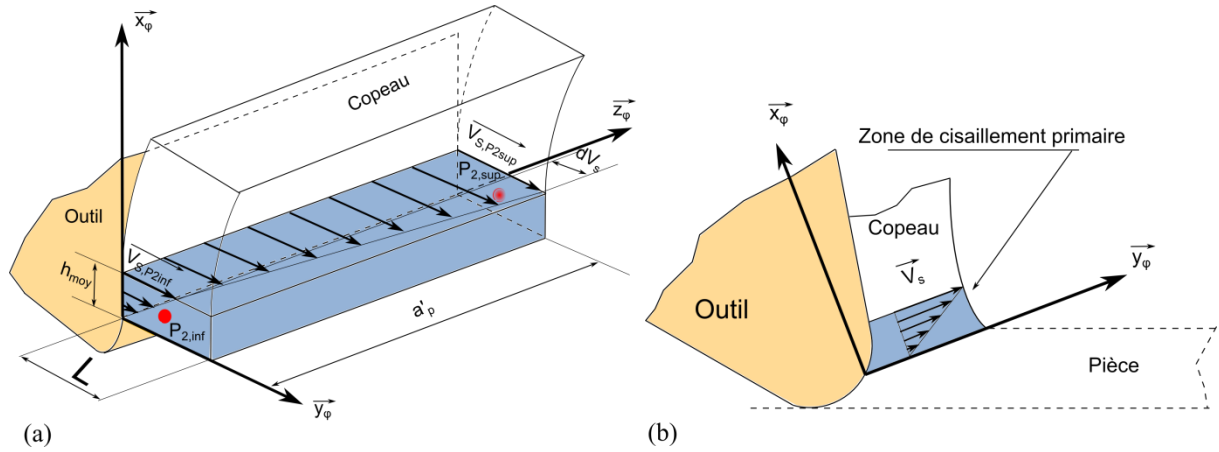 x_φ
Copeau
z_φ
V_S,P2sup
dV_s
P_2,sup
Outil
V_S,P2inf
h_moy
P_2,inf
a'_p
L
y_φ
(a)
x_φ
Zone de cisaillement primaire
Copeau
V_s
y_φ
Outil
Pièce
(b)